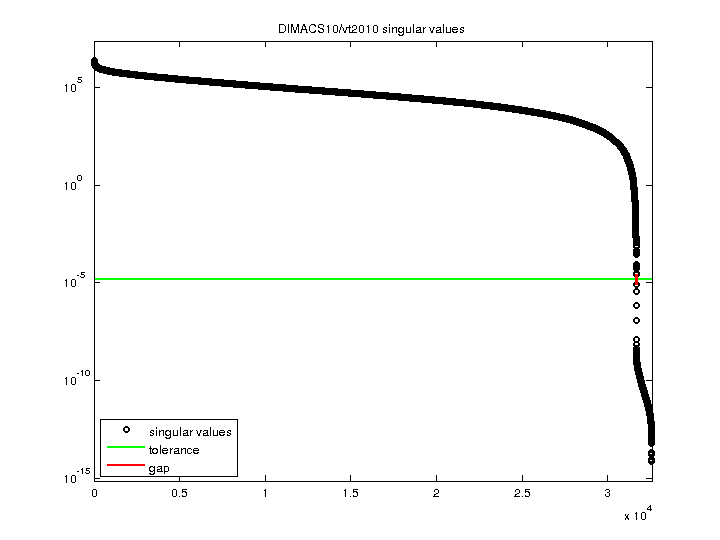 DIMACS10/vt2010 singular values
10^5
10^0
10^-5
10^-10
10^-15
singular values
tolerance
gap
0 0.5 1 1.5 2 2.5 3
x 10^4